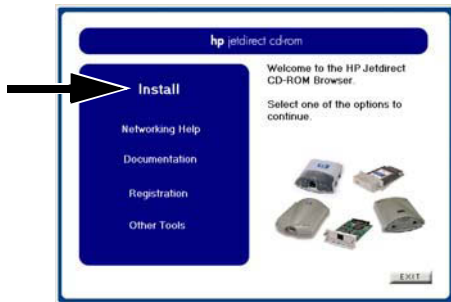 hp jetdirect cd-rom
Install
Networking Help
Documentation
Registration
Other Tools
Welcome to the HP Jetdirect
CD-ROM Browser.
Select one of the options to
continue.
EXIT